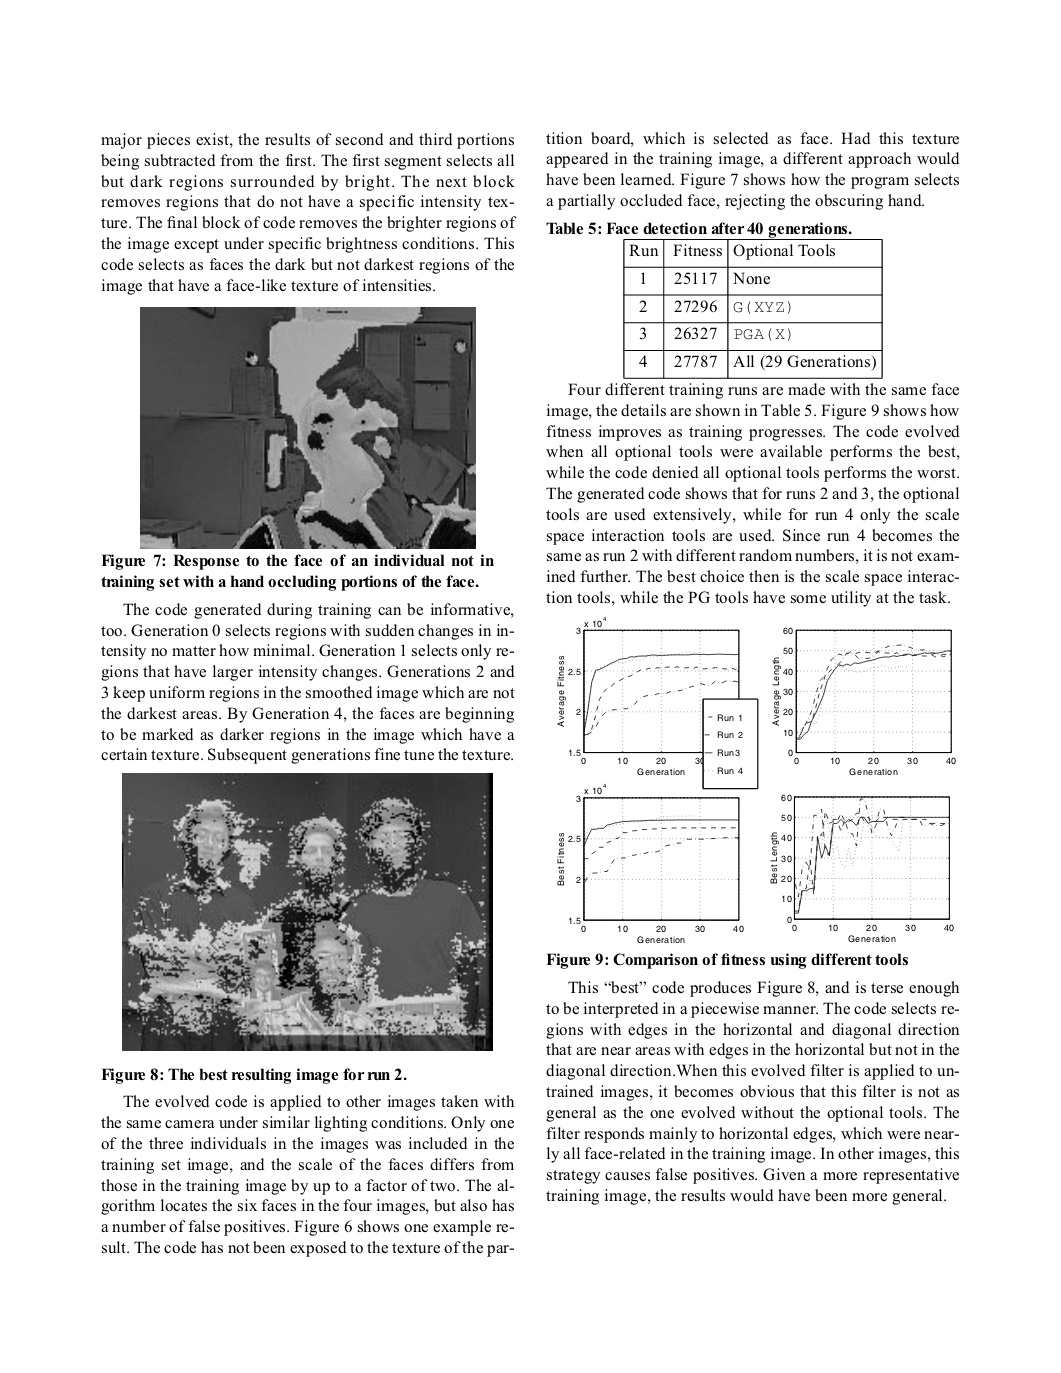 major pieces exist, the results of second and third portions
being subtracted from the first. The first segment selects all
but dark regions surrounded by bright. The next block
removes regions that do not have a specific intensity tex-
ture. The final block of code removes the brighter regions of
the image except under specific brightness conditions. This
code selects as faces the dark but not darkest regions of the
image that have a face-like texture of intensities.
Figure 7: Response to the face of an individual not in
training set with a hand occluding portions of the face.
The code generated during training can be informative,
too. Generation 0 selects regions with sudden changes in in-
tensity no matter how minimal. Generation 1 selects only re-
gions that have larger intensity changes. Generations 2 and
3 keep uniform regions in the smoothed image which are not
the darkest areas. By Generation 4, the faces are beginning
to be marked as darker regions in the image which have a
certain texture. Subsequent generations fine tune the texture.
Figure 8: The best resulting image for run 2.
The evolved code is applied to other images taken with
the same camera under similar lighting conditions. Only one
of the three individuals in the images was included in the
training set image, and the scale of the faces differs from
those in the training image by up to a factor of two. The al-
gorithm locates the six faces in the four images, but also has
a number of false positives. Figure 6 shows one example re-
sult. The code has not been exposed to the texture of the par-
tition board, which is selected as face. Had this texture
appeared in the training image, a different approach would
have been learned. Figure 7 shows how the program selects
a partially occluded face, rejecting the obscuring hand.
Table 5: Face detection after 40 generations.
Run Fitness Optional Tools
1 25117 None
2 27296 G(XYZ)
3 26327 PGA(X)
4 27787 All (29 Generations)
Four different training runs are made with the same face
image, the details are shown in Table 5. Figure 9 shows how
fitness improves as training progresses. The code evolved
when all optional tools were available performs the best,
while the code denied all optional tools performs the worst.
The generated code shows that for runs 2 and 3, the optional
tools are used extensively, while for run 4 only the scale
space interaction tools are used. Since run 4 becomes the
same as run 2 with different random numbers, it is not exam-
ined further. The best choice then is the scale space interac-
tion tools, while the PG tools have some utility at the task.
x 10^4
3
2.5
2
1.5
0 10 20 30
Average Fitness
Generation
60
50
40
30
20
10
0
0 10 20 30 40
Average Length
Generation
Run 1
Run 2
Run3
Run 4
x 10^4
3
2.5
2
1.5
0 10 20 30 40
Best Fitness
Generation
60
50
40
30
20
10
0
0 10 20 30 40
Best Length
Generation
Figure 9: Comparison of fitness using different tools
This “best” code produces Figure 8, and is terse enough
to be interpreted in a piecewise manner. The code selects re-
gions with edges in the horizontal and diagonal direction
that are near areas with edges in the horizontal but not in the
diagonal direction.When this evolved filter is applied to un-
trained images, it becomes obvious that this filter is not as
general as the one evolved without the optional tools. The
filter responds mainly to horizontal edges, which were near-
ly all face-related in the training image. In other images, this
strategy causes false positives. Given a more representative
training image, the results would have been more general.